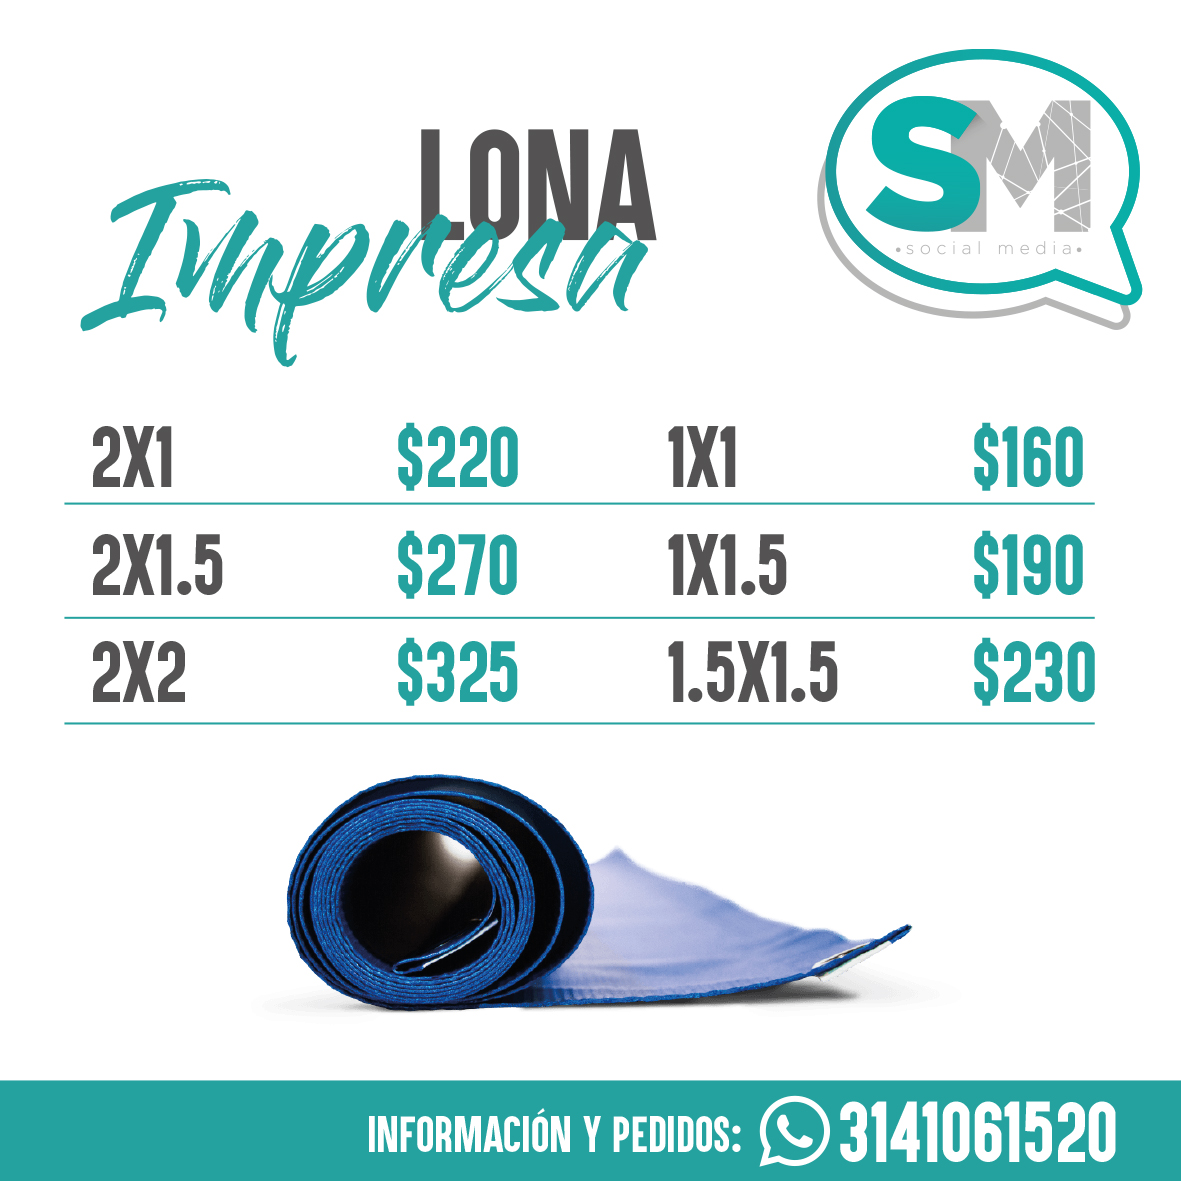 LONA
Impresa
SM
•social media•
2X1 $220 1X1 $160
2X1.5 $270 1X1.5 $190
2X2 $325 1.5X1.5 $230
INFORMACIÓN Y PEDIDOS: 3141061520